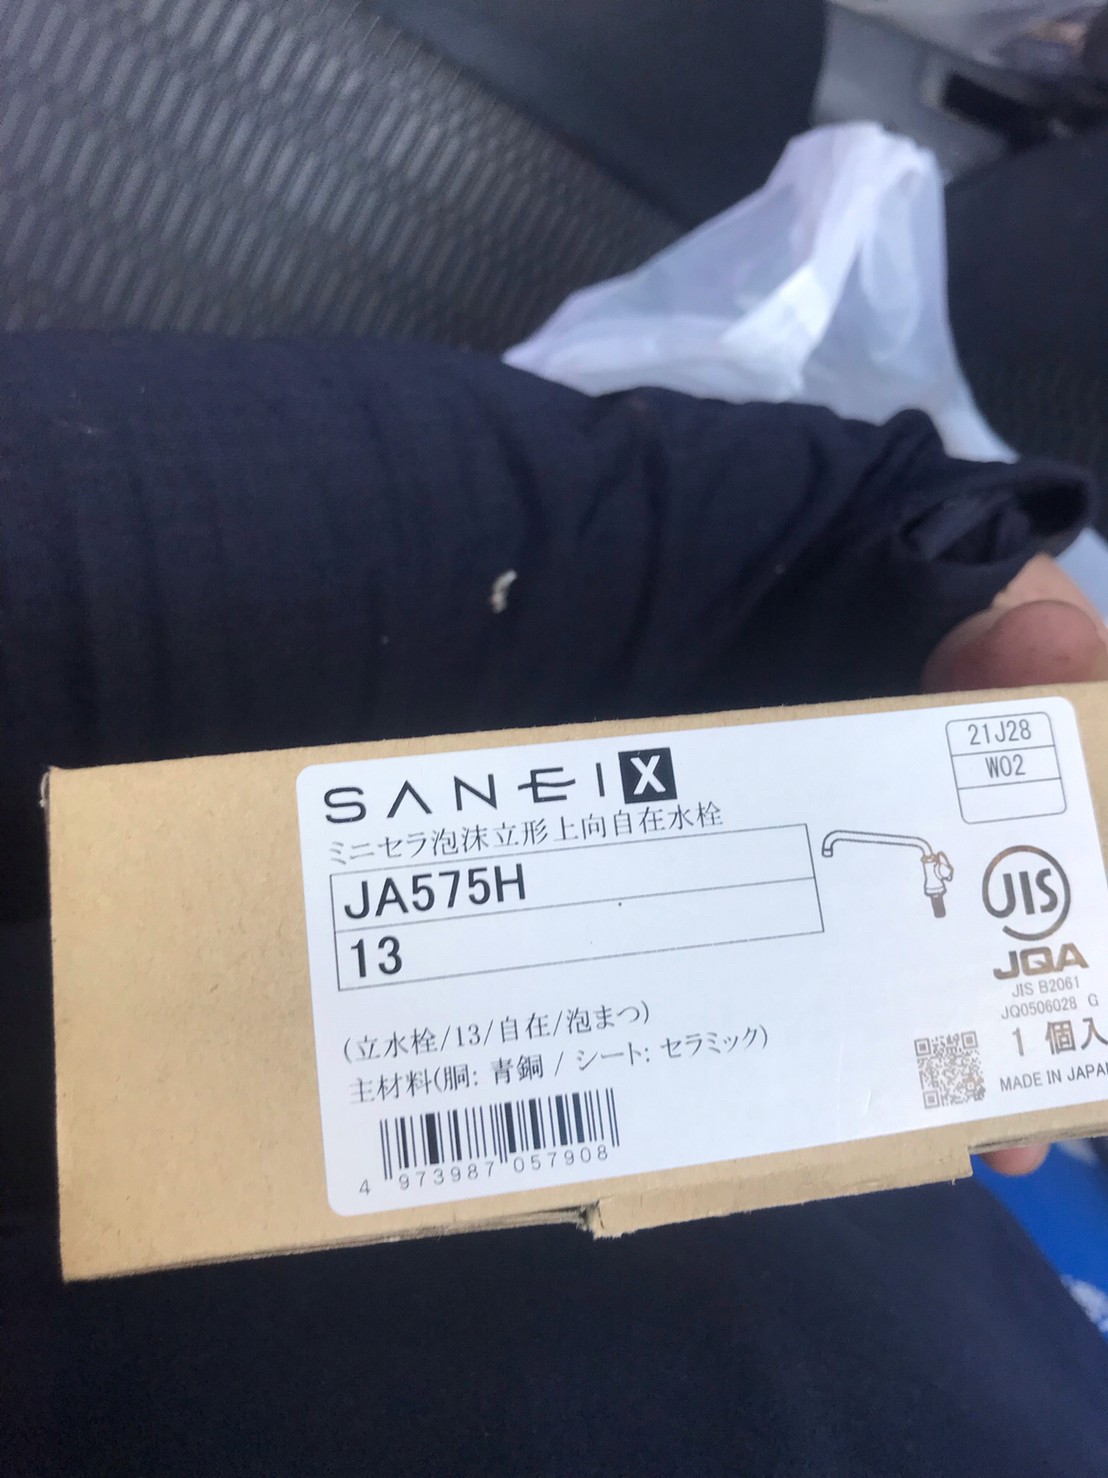 SANEI X
ミニセラ泡沫立形上向自在水栓
JA575H
13
(立水栓/13/自在/泡まつ)
主材料(胴: 青銅 / シート: セラミック)
4 973987 057908
21J28
W02
JIS
JQA
JIS B2061
JQ0506028 G
1 個入
MADE IN JAPAN